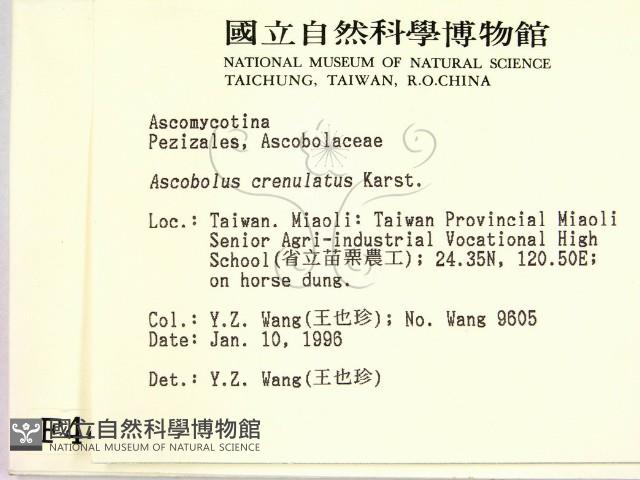 國立自然科學博物館
NATIONAL MUSEUM OF NATURAL SCIENCE
TAICHUNG, TAIWAN, R.O.CHINA
Ascomycotina
Pezizales, Ascobolaceae
Ascobolus crenulatus Karst.
Loc.: Taiwan. Miaoli: Taiwan Provincial Miaoli
Senior Agri-industrial Vocational High
School(省立苗栗農工); 24.35N, 120.50E;
on horse dung.
Col.: Y.Z. Wang(王也珍); No. Wang 9605
Date: Jan. 10, 1996
Det.: Y.Z. Wang(王也珍)
國立自然科學博物館
NATIONAL MUSEUM OF NATURAL SCIENCE